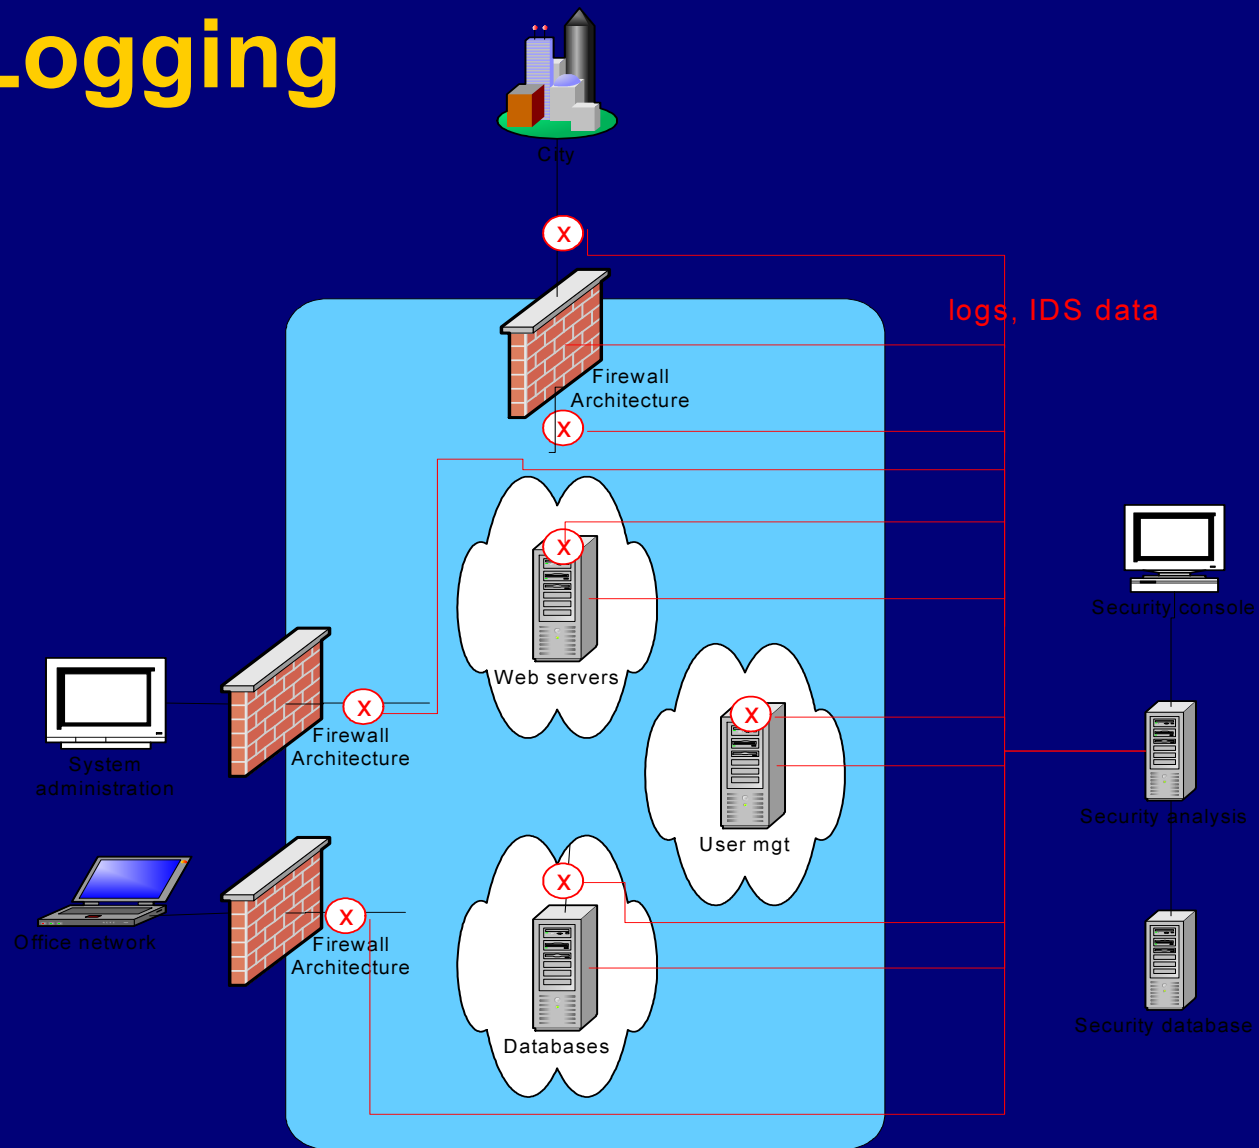 Logging
City
X
logs, IDS data
Firewall
Architecture
X
X
Security console
Web servers
X
X
Firewall
Architecture
System
administration
Security analysis
User mgt
X
X
Office network
Firewall
Architecture
Security database
Databases